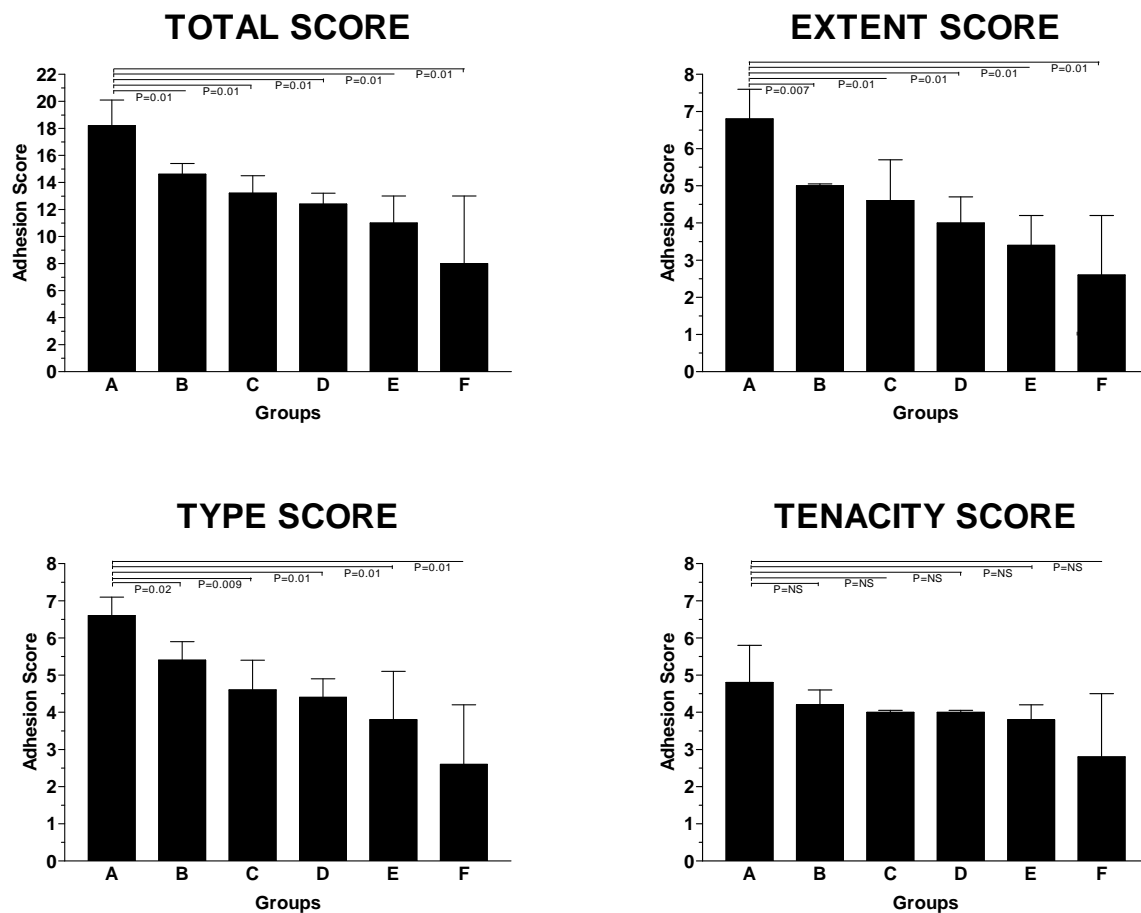 TOTAL SCORE
22
20
18
16
14
12
10
8
6
4
2
0
Adhesion Score
P=0.01
P=0.01
P=0.01
P=0.01
P=0.01
A B C D E F
Groups
EXTENT SCORE
8
7
6
5
4
3
2
1
0
Adhesion Score
P=0.007
P=0.01
P=0.01
P=0.01
P=0.01
A B C D E F
Groups
TYPE SCORE
8
7
6
5
4
3
2
1
0
Adhesion Score
P=0.02
P=0.009
P=0.01
P=0.01
P=0.01
A B C D E F
Groups
TENACITY SCORE
8
7
6
5
4
3
2
1
0
Adhesion Score
P=NS
P=NS
P=NS
P=NS
P=NS
A B C D E F
Groups